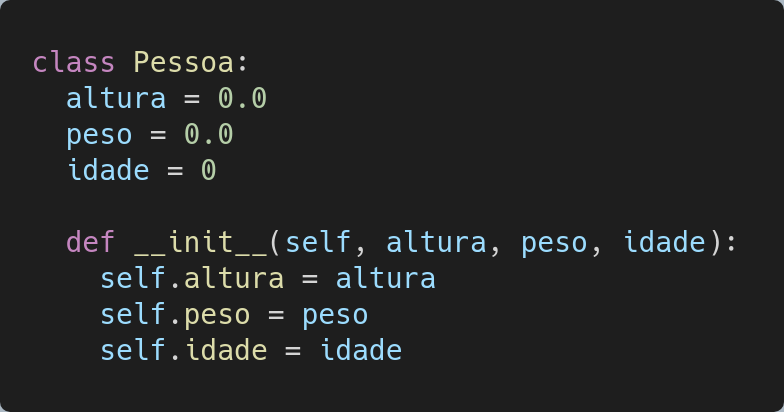 class Pessoa:
  altura = 0.0
  peso = 0.0
  idade = 0

  def __init__(self, altura, peso, idade):
    self.altura = altura
    self.peso = peso
    self.idade = idade